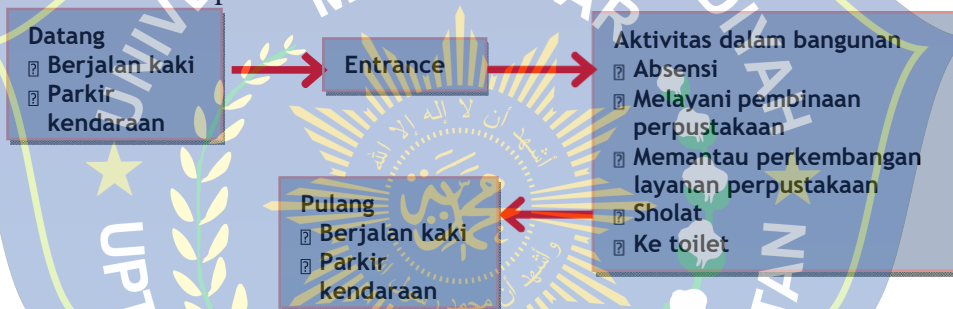 Datang
Berjalan kaki
Parkir
kendaraan
Entrance
Aktivitas dalam bangunan
Absensi
Melayani pembinaan
perpustakaan
Memantau perkembangan
layanan perpustakaan
Sholat
Ke toilet
Pulang
Berjalan kaki
Parkir
kendaraan